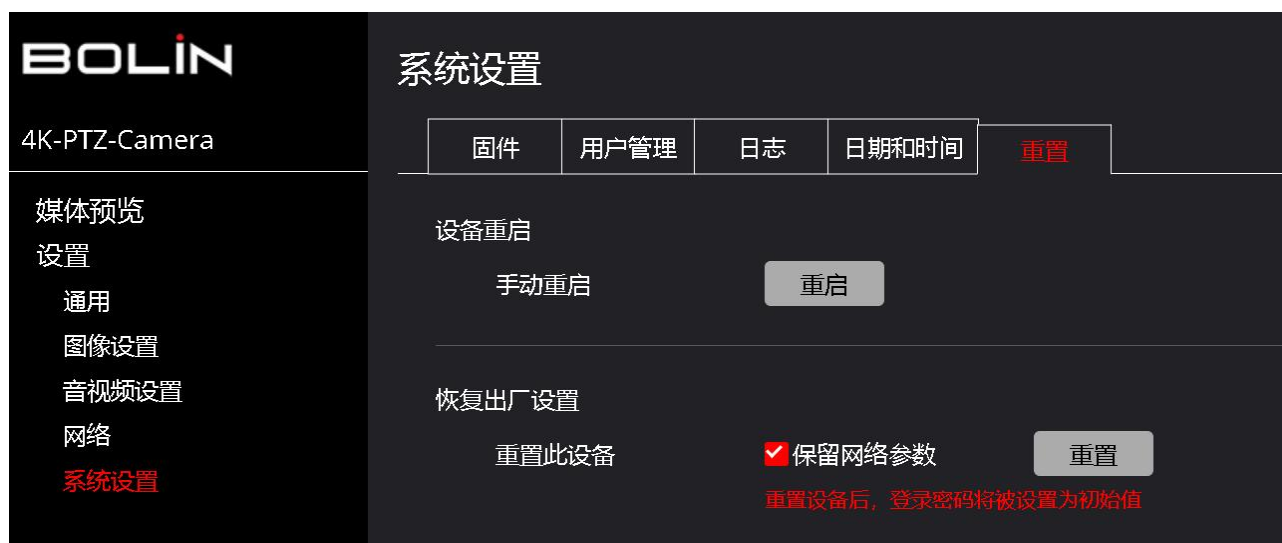 BOLIN
4K-PTZ-Camera
媒体预览
设置
通用
图像设置
音视频设置
网络
系统设置
系统设置
固件 用户管理 日志 日期和时间 重置
设备重启
手动重启 重启
恢复出厂设置
重置此设备 保留网络参数 重置
重置设备后，登录密码将被设置为初始值